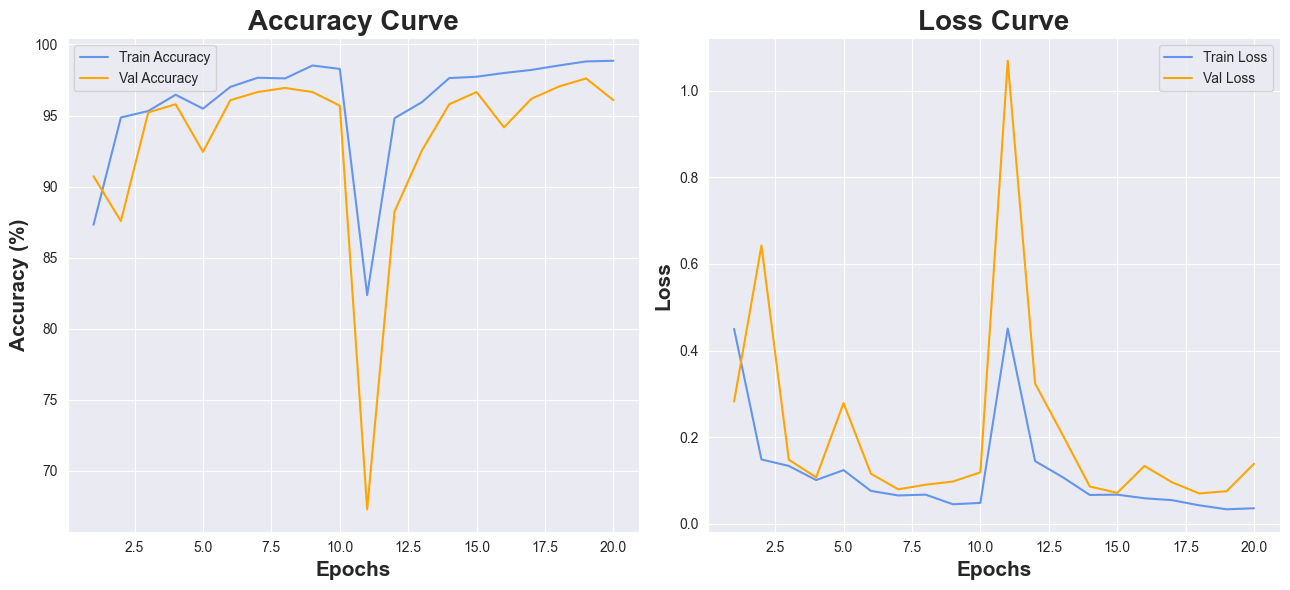 Accuracy Curve
Train Accuracy
Val Accuracy
100
95
90
85
80
75
70
Accuracy (%)
2.5 5.0 7.5 10.0 12.5 15.0 17.5 20.0
Epochs
Loss Curve
Train Loss
Val Loss
1.0
0.8
0.6
0.4
0.2
0.0
Loss
2.5 5.0 7.5 10.0 12.5 15.0 17.5 20.0
Epochs